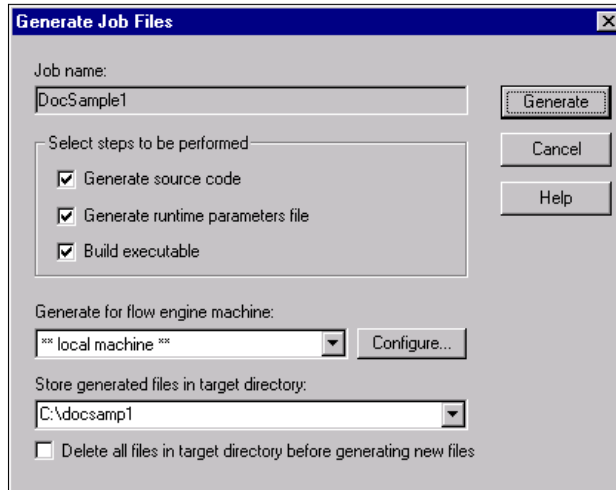 Generate Job Files
Job name:
DocSample1
Generate
Select steps to be performed
Cancel
Generate source code
Help
Generate runtime parameters file
Build executable
Generate for flow engine machine:
** local machine **
Configure...
Store generated files in target directory:
C:\docsamp1
Delete all files in target directory before generating new files